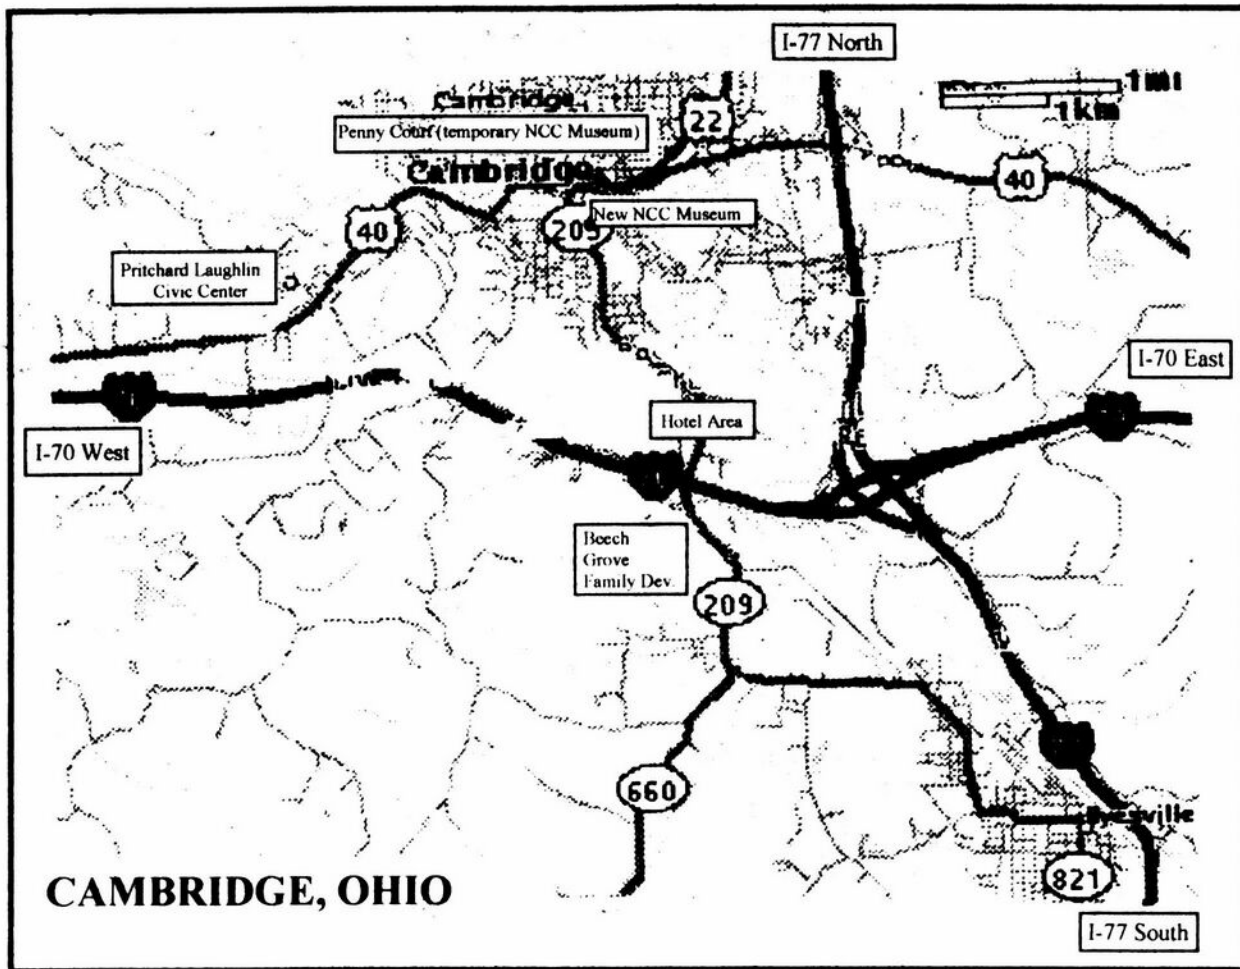 I-77 North
1mi
1km
Cambridge
22
Penny Court (temporary NCC Museum)
Cambridge
40
40
New NCC Museum
209
Pritchard Laughlin
Civic Center
I-70 East
Hotel Area
I-70 West
Beech
Grove
Family Dev.
209
660
Byesville
821
CAMBRIDGE, OHIO
I-77 South